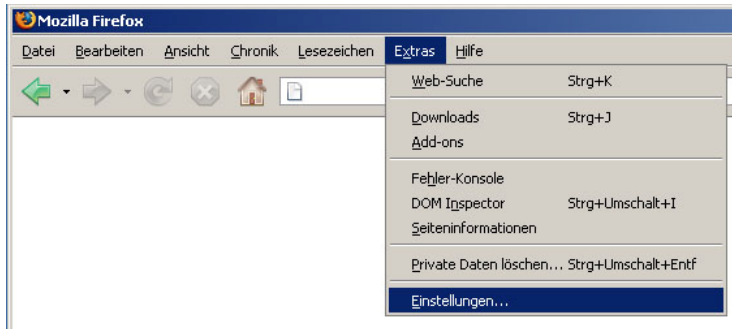 Mozilla Firefox
Datei Bearbeiten Ansicht Chronik Lesezeichen Extras Hilfe
Web-Suche Strg+K
Downloads Strg+J
Add-ons
Fehler-Konsole
DOM Inspector Strg+Umschalt+I
Seiteninformationen
Private Daten löschen... Strg+Umschalt+Entf
Einstellungen...